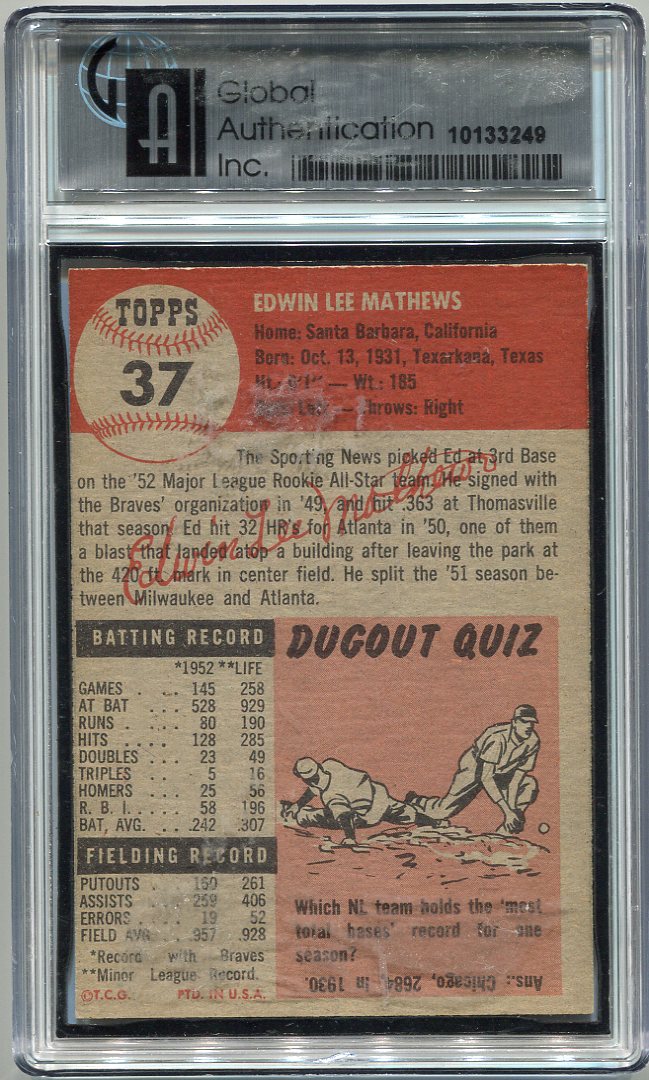 G
A
Global
Authentication
Inc.
10133249
TOPPS
37
EDWIN LEE MATHEWS
Home: Santa Barbara, California
Born: Oct. 13, 1931, Texarkana, Texas
Ht.: 6'1" — Wt.: 185
Bats: Left — Throws: Right
The Sporting News picked Ed at 3rd Base
on the '52 Major League Rookie All-Star team. He signed with
the Braves' organization in '49, and hit .363 at Thomasville
that season. Ed hit 32 HR's for Atlanta in '50, one of them
a blast that landed atop a building after leaving the park at
the 420 ft. mark in center field. He split the '51 season be-
tween Milwaukee and Atlanta.
Edwin Lee Mathews
BATTING RECORD
*1952 **LIFE
GAMES . . . . 145 258
AT BAT . . . 528 929
RUNS . . . . 80 190
HITS . . . . 128 285
DOUBLES . . . 23 49
TRIPLES . . . 5 16
HOMERS . . . 25 56
R. B. I. . . . . 58 196
BAT. AVG. . . . .242 .307
FIELDING RECORD
PUTOUTS . . . 160 261
ASSISTS . . . 259 406
ERRORS . . . 19 52
FIELD AVG. . . .957 .928
*Record with Braves
**Minor League Record.
©T.C.G. PTD. IN U.S.A.
DUGOUT QUIZ
Which NL team holds the 'most
total bases' record for one
season?
Ans.: Chicago, 2684 in 1930.